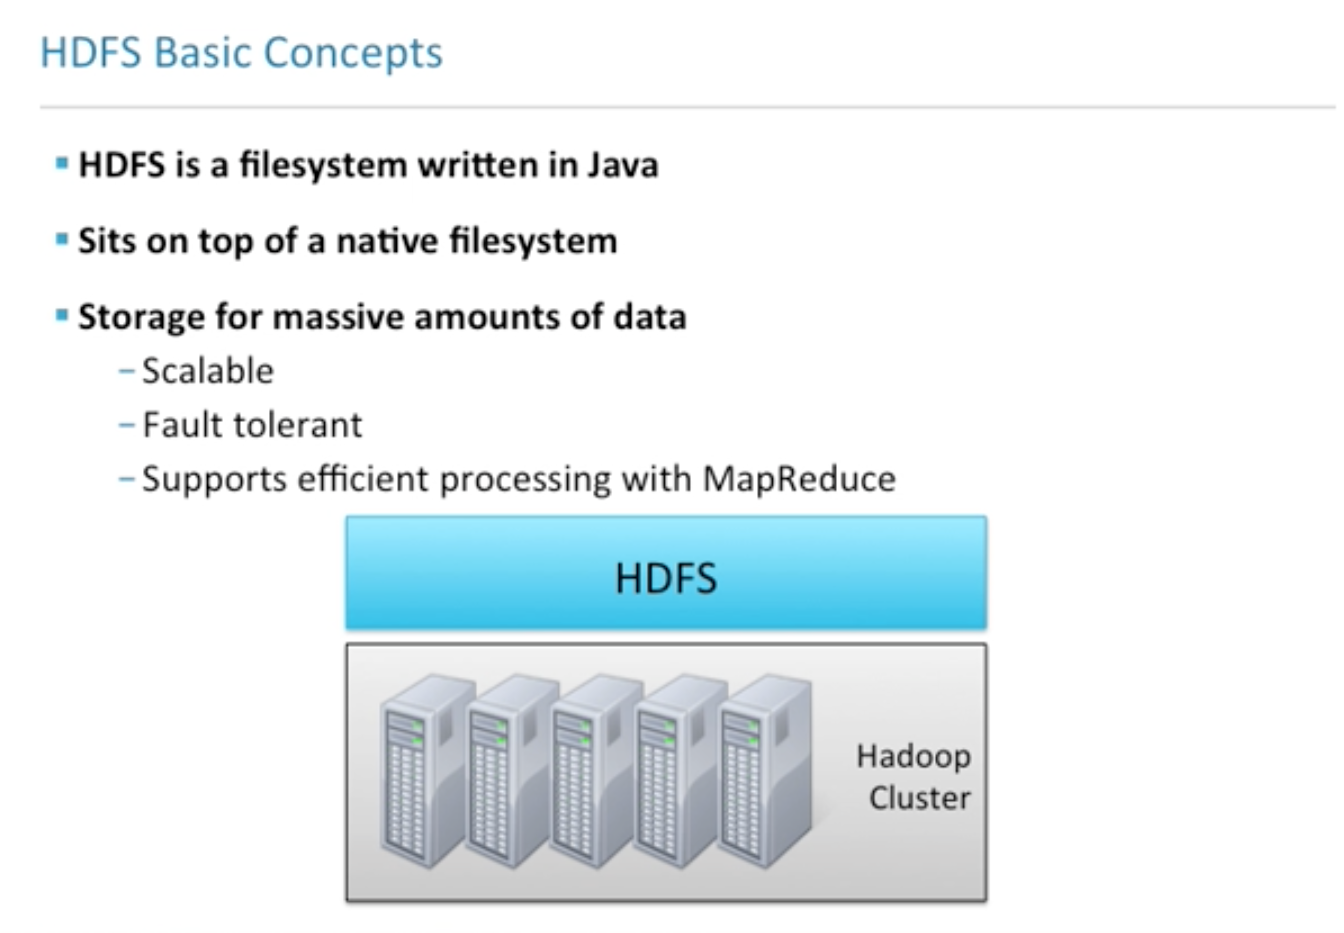 HDFS Basic Concepts
HDFS is a filesystem written in Java
Sits on top of a native filesystem
Storage for massive amounts of data
– Scalable
– Fault tolerant
– Supports efficient processing with MapReduce
HDFS
Hadoop
Cluster